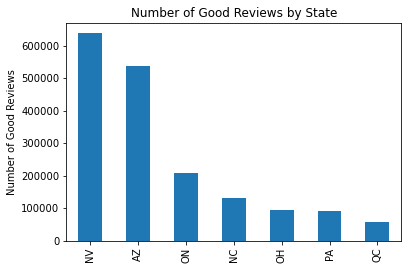 Number of Good Reviews by State
Number of Good Reviews
600000
500000
400000
300000
200000
100000
0
NV
AZ
ON
NC
OH
PA
QC